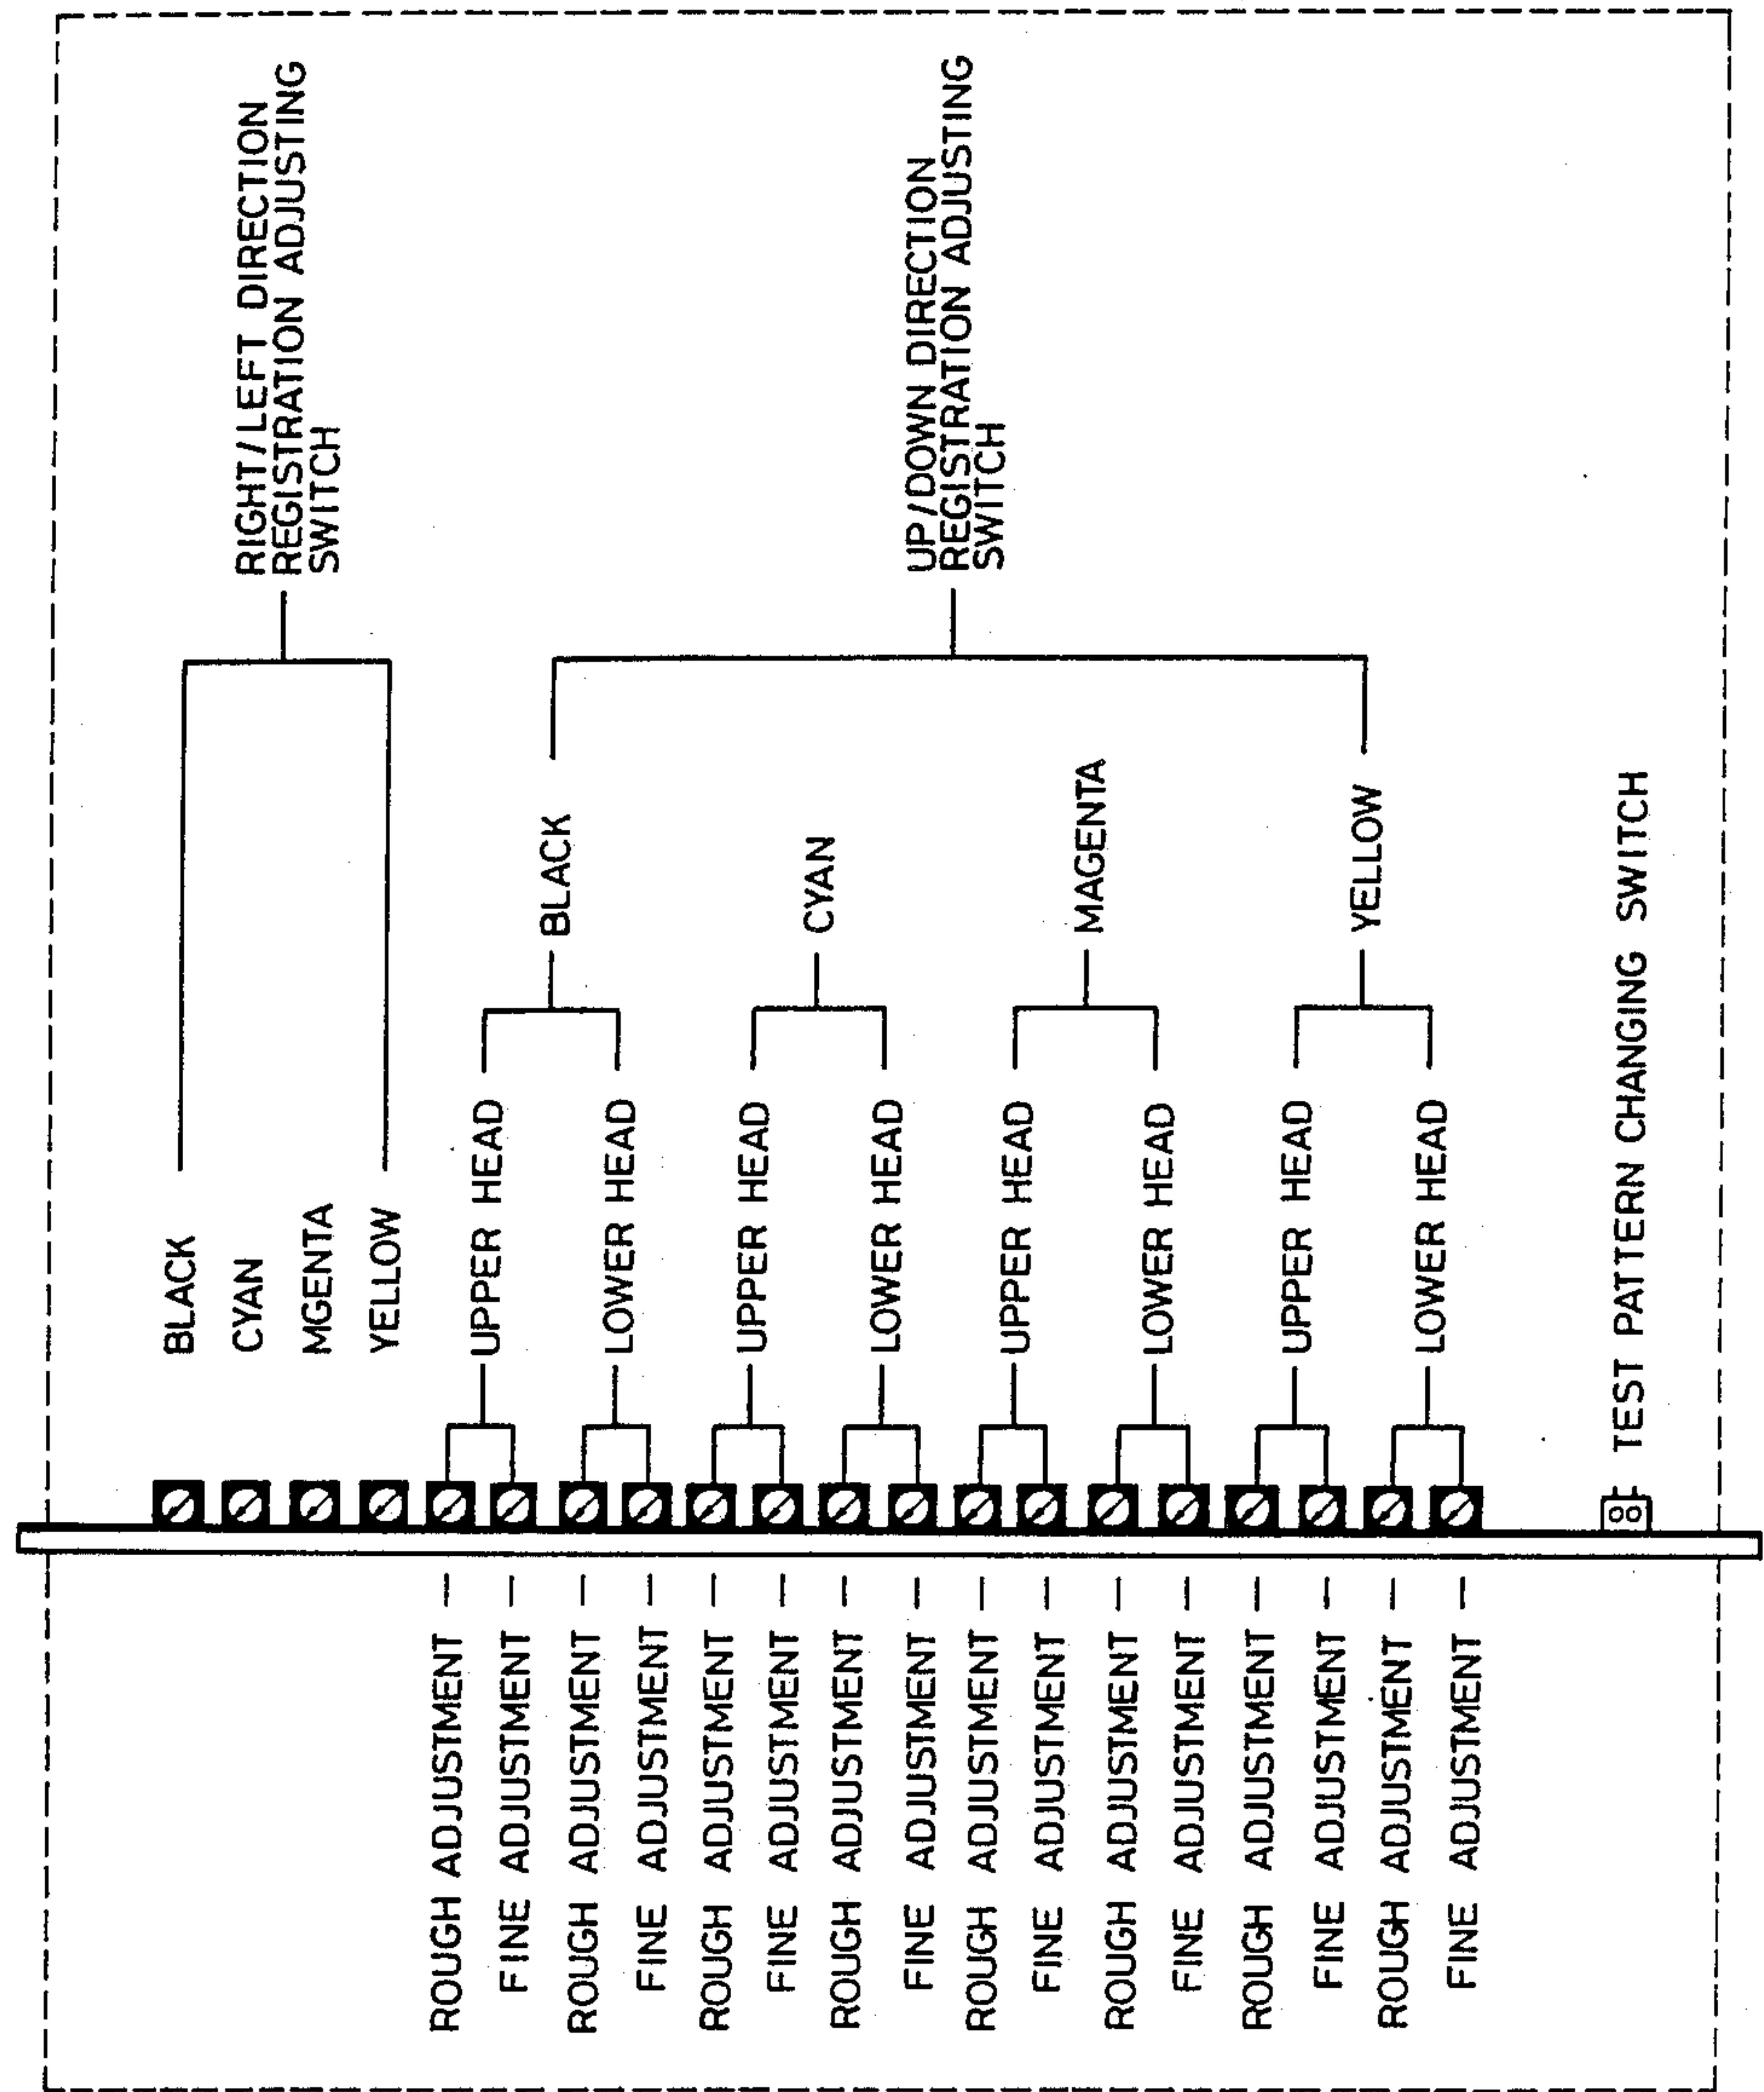 RIGHT/LEFT DIRECTION
REGISTRATION ADJUSTING
SWITCH
BLACK
CYAN
MGENTA
YELLOW
UP/DOWN DIRECTION
REGISTRATION ADJUSTING
SWITCH
BLACK
CYAN
MAGENTA
YELLOW
UPPER HEAD
LOWER HEAD
UPPER HEAD
LOWER HEAD
UPPER HEAD
LOWER HEAD
UPPER HEAD
LOWER HEAD
ROUGH ADJUSTMENT
FINE ADJUSTMENT
ROUGH ADJUSTMENT
FINE ADJUSTMENT
ROUGH ADJUSTMENT
FINE ADJUSTMENT
ROUGH ADJUSTMENT
FINE ADJUSTMENT
ROUGH ADJUSTMENT
FINE ADJUSTMENT
ROUGH ADJUSTMENT
FINE ADJUSTMENT
ROUGH ADJUSTMENT
FINE ADJUSTMENT
ROUGH ADJUSTMENT
FINE ADJUSTMENT
TEST PATTERN CHANGING SWITCH